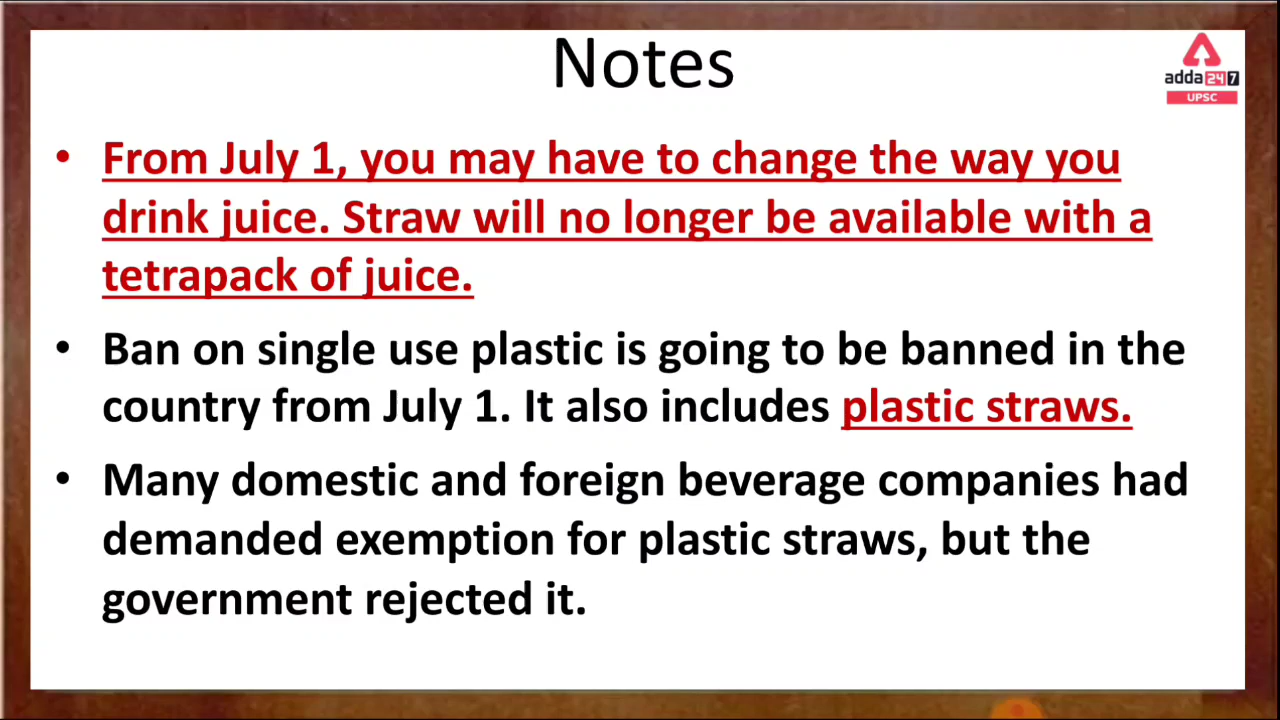 Notes
adda247
UPSC
• From July 1, you may have to change the way you
drink juice. Straw will no longer be available with a
tetrapack of juice.
• Ban on single use plastic is going to be banned in the
country from July 1. It also includes plastic straws.
• Many domestic and foreign beverage companies had
demanded exemption for plastic straws, but the
government rejected it.